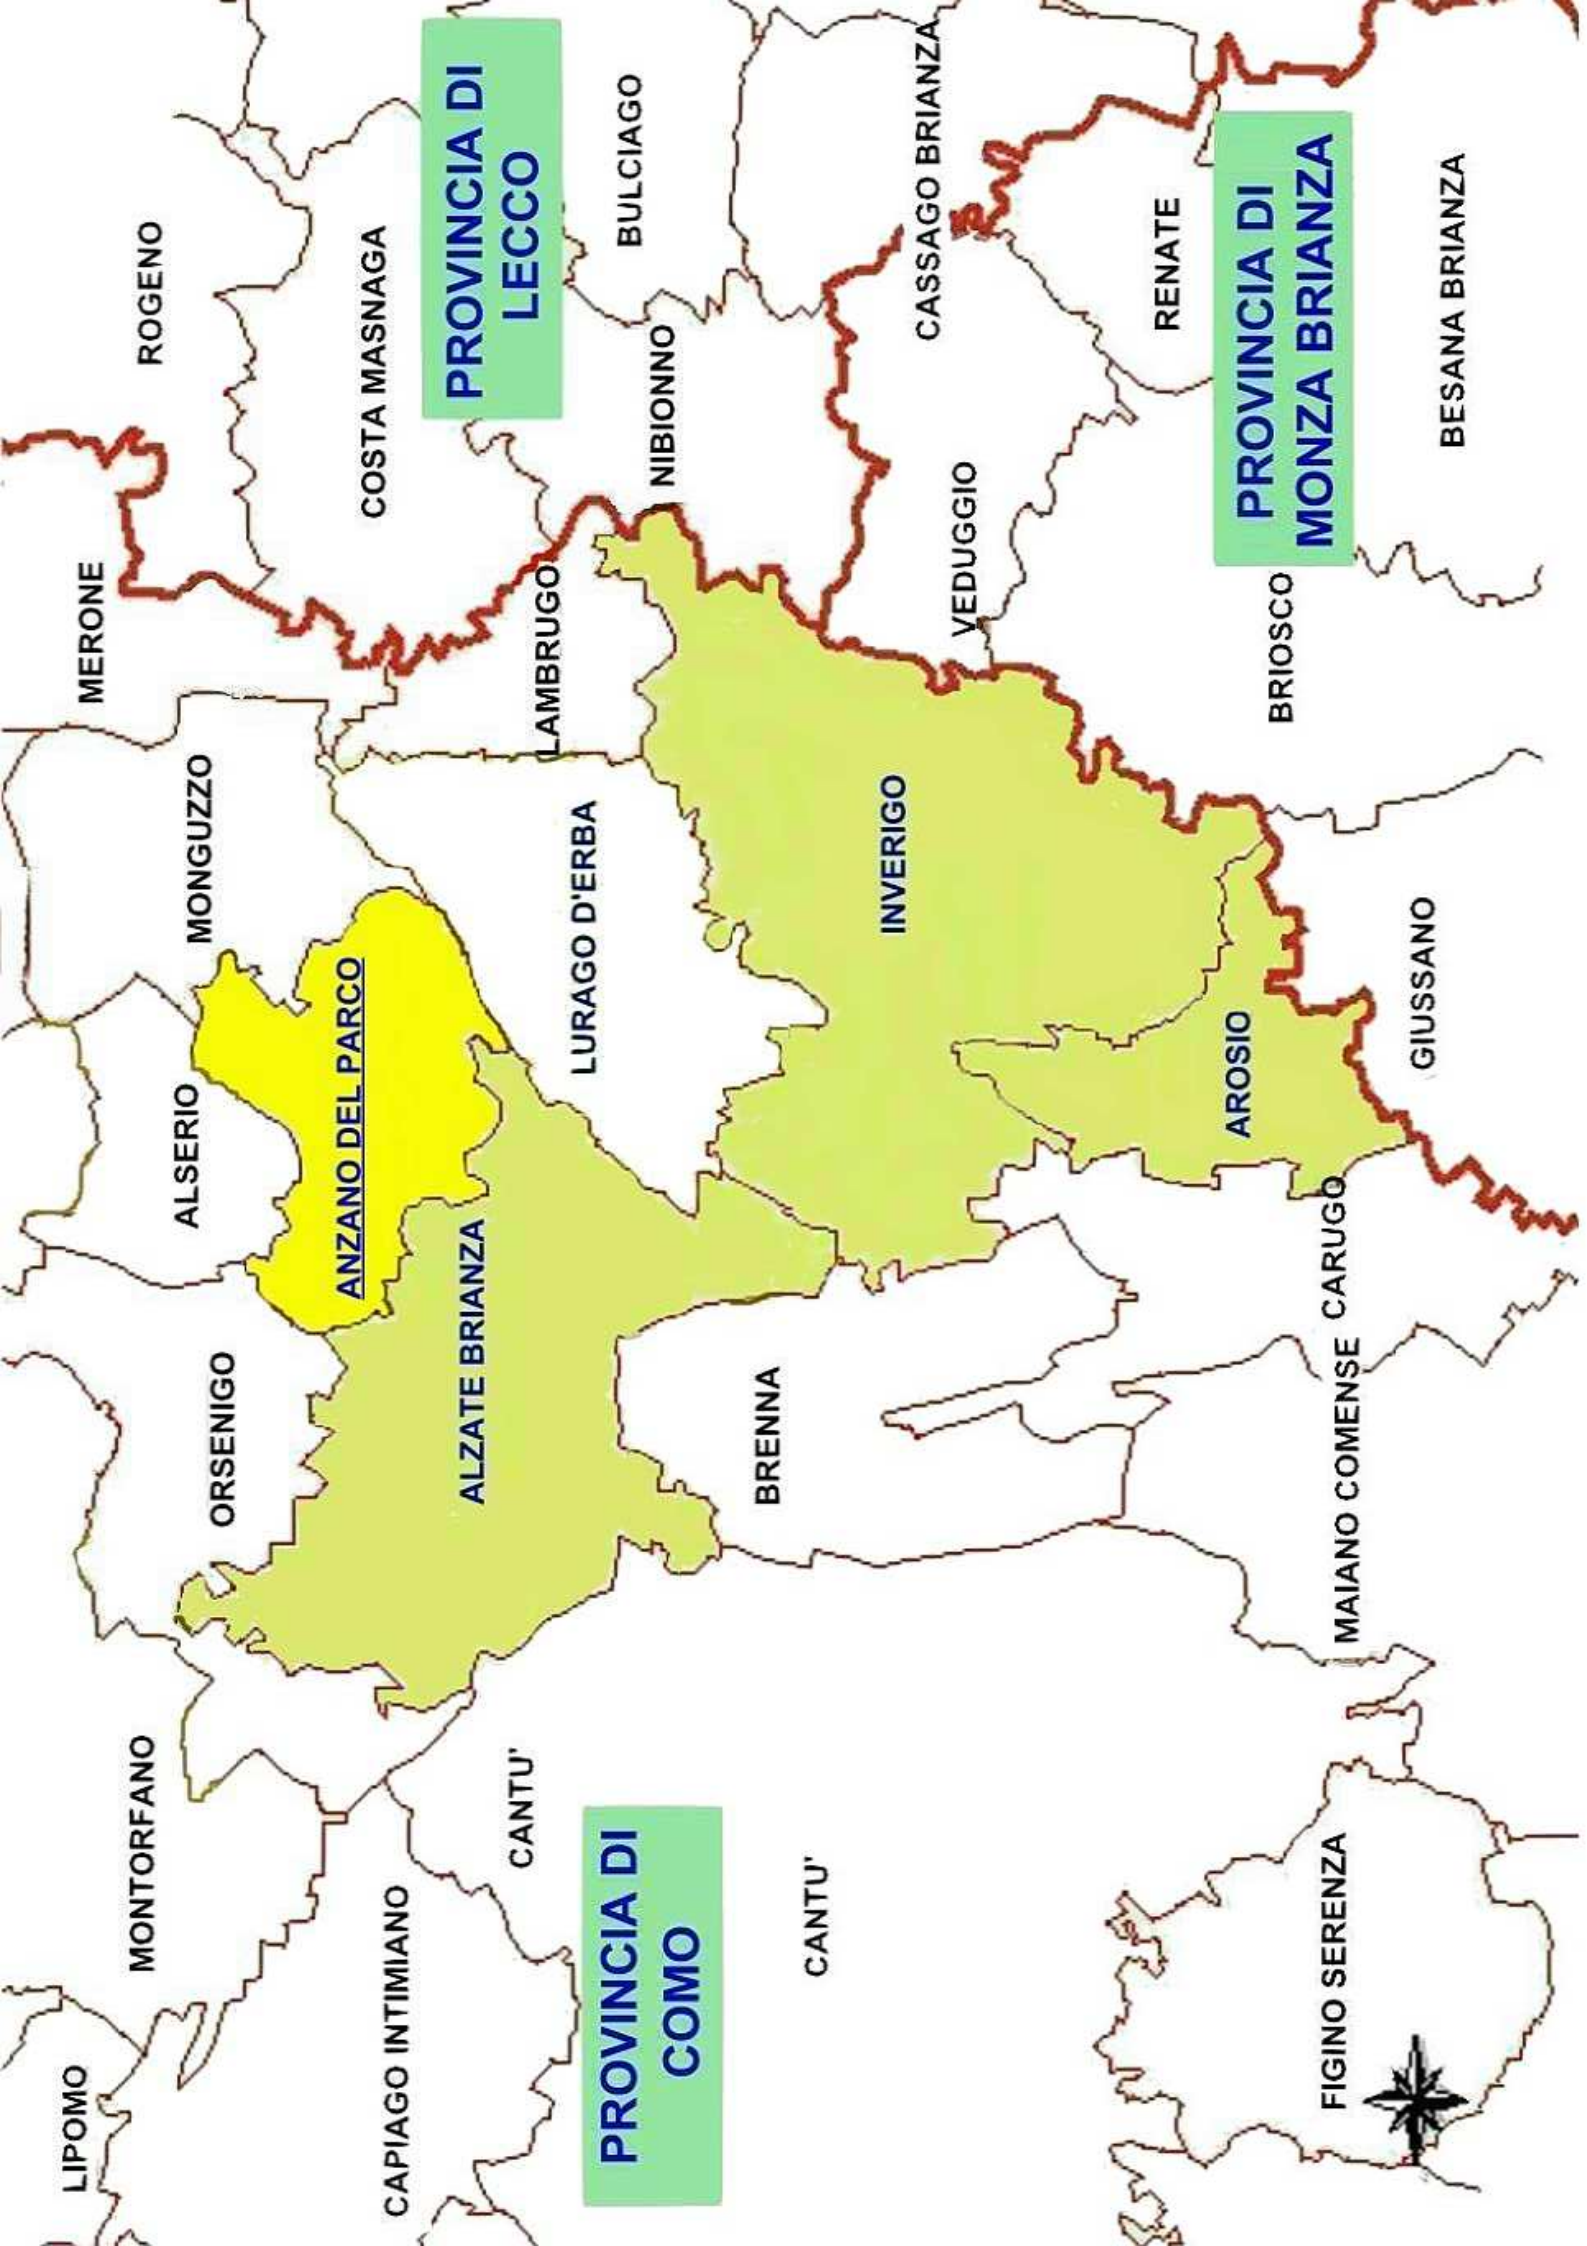 LIPOMO
MERONE
MONTORFANO
ROGENO
ALSERIO
MONGUZZO
ORSENIGO
ANZANO DEL PARCO
COSTA MASNAGA
CAPIAGO INTIMIANO
ALZATE BRIANZA
PROVINCIA DI
LECCO
CANTU'
LAMBRUGO
LURAGO D'ERBA
PROVINCIA DI
COMO
BULCIAGO
NIBIONNO
BRENNA
CANTU'
INVERIGO
CASSAGO BRIANZA
VEDUGGIO
RENATE
AROSIO
PROVINCIA DI
MONZA BRIANZA
BRIOSCO
FIGINO SERENZA
MAIANO COMENSE
CARUGO
GIUSSANO
BESANA BRIANZA